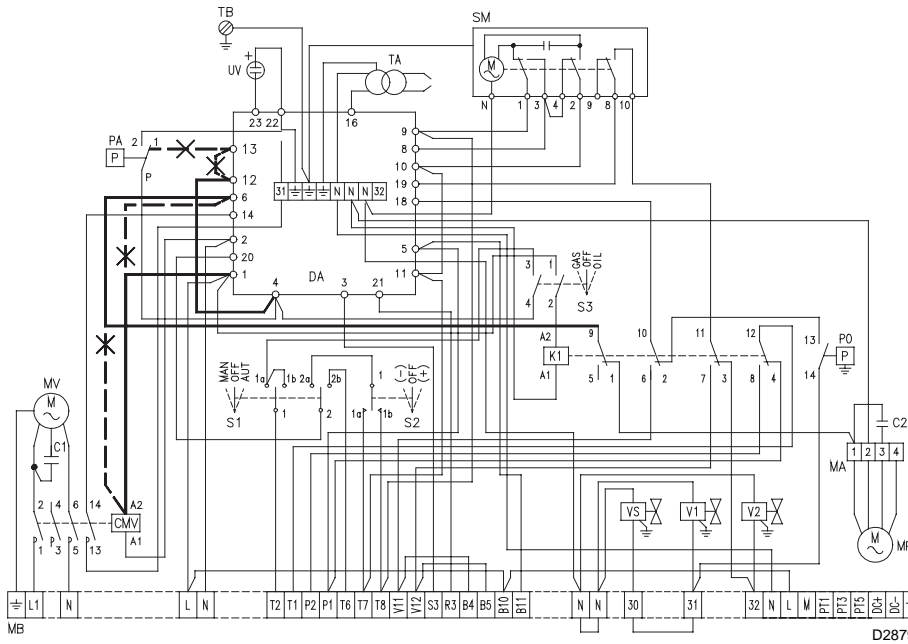 TB
SM
UV
+
TA
M
23 22 16
N 1 3 4 2 9 8 10
PA
P
2 1
P
13
12
6
14
2
20
1
9
8
10
19
18
5
11
31 N N N 32
DA
4 3 21
3 1
4 2
GAS
OFF
OIL
S3
A2
K1
A1
9 10 11 12
5 1 6 2 7 3 8 4
13
14
PO
P
MAN
OFF
AUT
S1
1a 1b 2a 2b 1
1 2 1a 1b
(-)
OFF
(+)
S2
MV
M
C1
2 4 6 14
1 3 5 13
P P P P
A2
CMV
A1
C2
MA
1 2 3 4
M
MP
VS V1 V2
L1 N L N T2 T1 P2 P1 T6 T7 T8 V11 V12 S3 R3 B4 B5 B10 B11 N N 30 31 32 N L M PT1 PT3 PT5 DC+ DC-
MB
D287